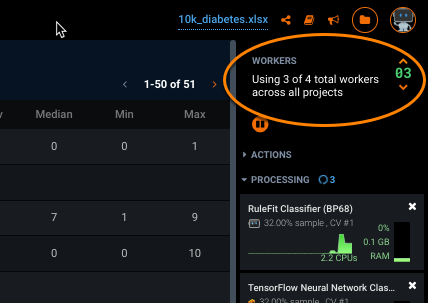 10k_diabetes.xlsx
WORKERS
Using 3 of 4 total workers
across all projects
03
1-50 of 51
Median Min Max
0 0 1
ACTIONS
PROCESSING 3
7 1 9
0 0 10
RuleFit Classifier (BP68)
32.00% sample , CV #1
0%
0.1 GB
RAM
2.2 CPUs
TensorFlow Neural Network Clas...
32.00% sample , CV #1